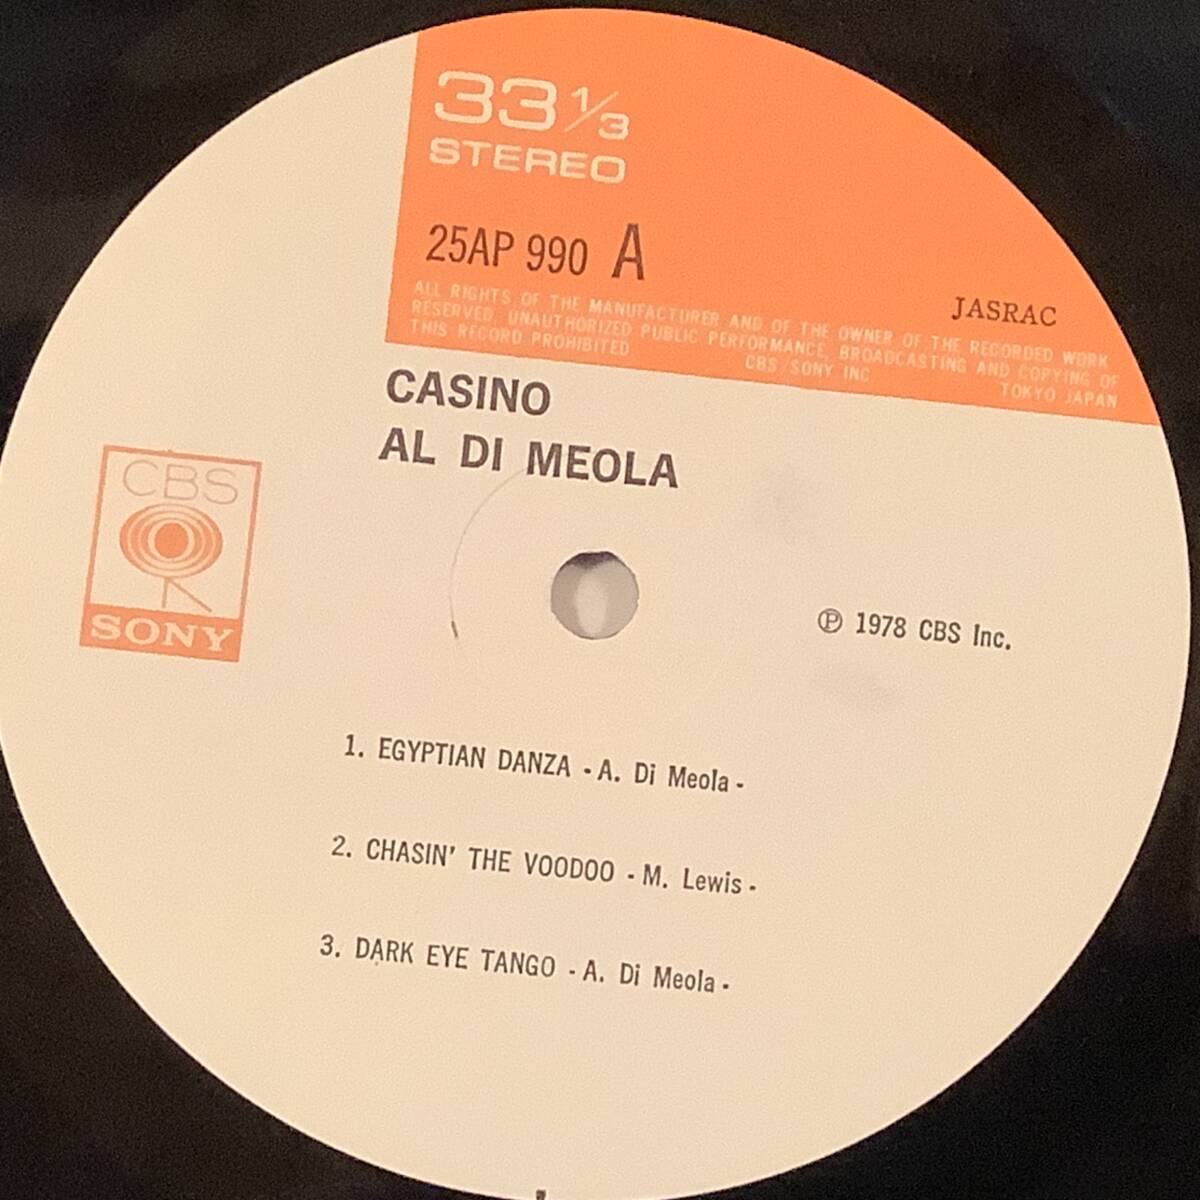 33 1/3
STEREO
25AP 990 A
JASRAC
ALL RIGHTS OF THE MANUFACTURER AND OF THE OWNER OF THE RECORDED WORK
RESERVED. UNAUTHORIZED PUBLIC PERFORMANCE, BROADCASTING AND COPYING OF
THIS RECORD PROHIBITED CBS/SONY INC TOKYO JAPAN
CASINO
AL DI MEOLA
CBS
SONY
Ⓟ 1978 CBS Inc.
1. EGYPTIAN DANZA - A. Di Meola -
2. CHASIN' THE VOODOO - M. Lewis -
3. DARK EYE TANGO - A. Di Meola -